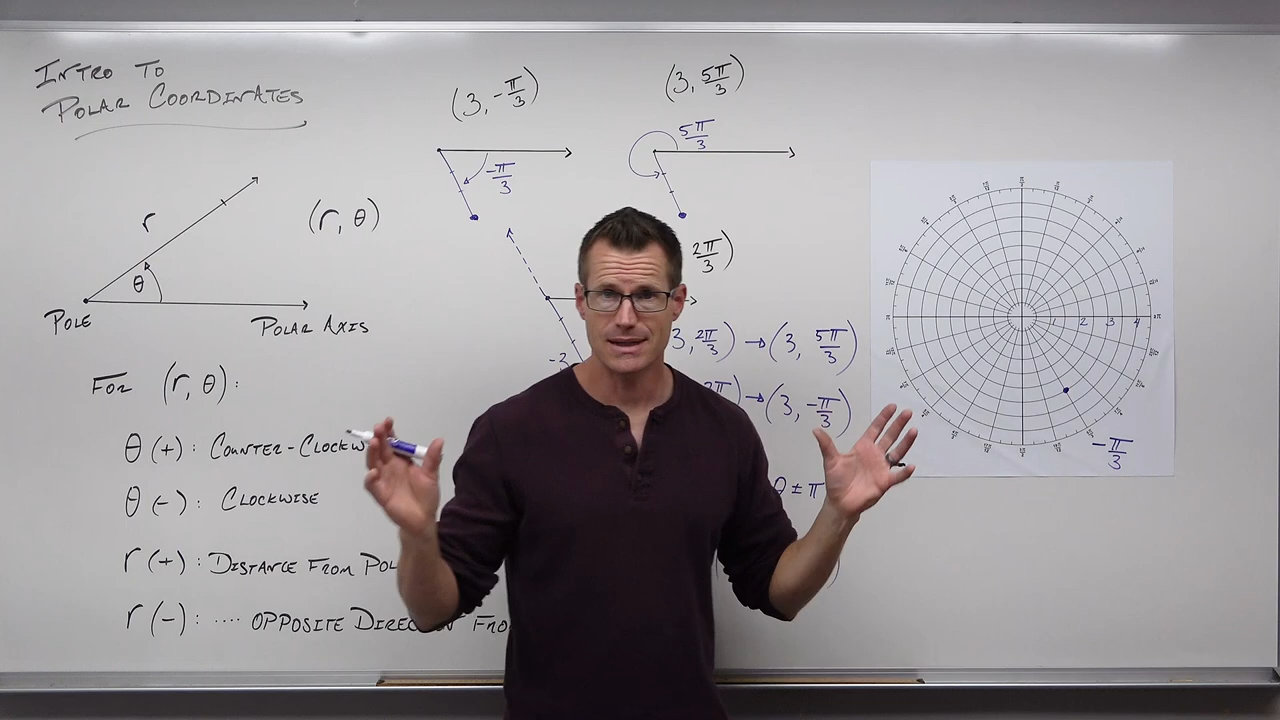 INTRO TO
POLAR COORDINATES
r
θ
(r, θ)
POLE
POLAR AXIS
FOR (r, θ):
θ (+) : COUNTER-CLOCKW
θ (-) : CLOCKWISE
r (+) : DISTANCE FROM POL
r (-) : .... OPPOSITE DIRECTION FRO
(3, -π/3)
-π/3
(3, 5π/3)
5π/3
2π/3)
-3
3, 2π/3) → (3, 5π/3)
2π → (3, -π/3)
θ ± π
1 2 3 4
-π/3